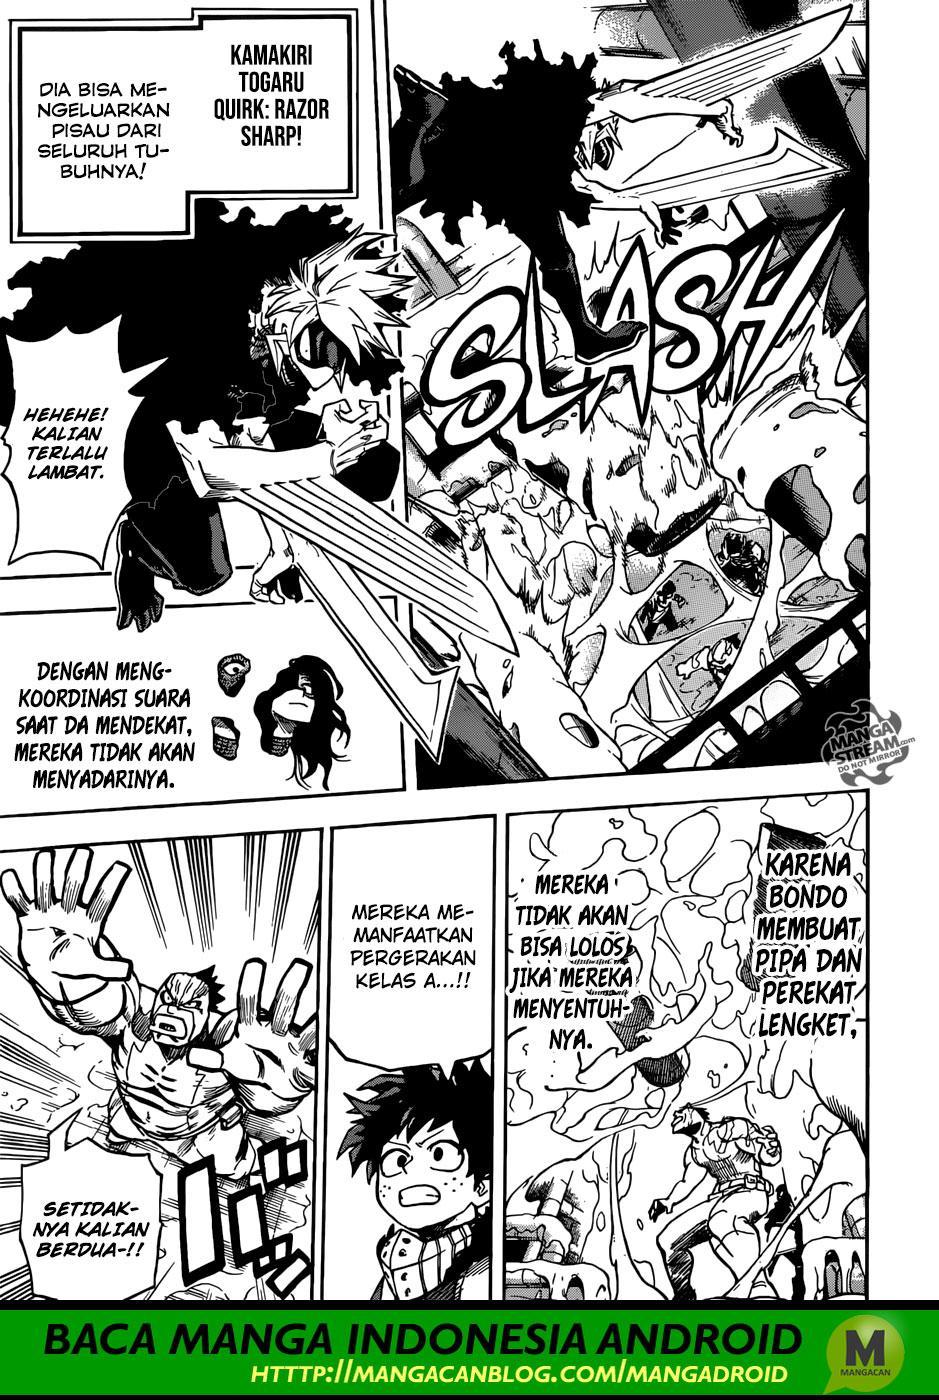 KAMAKIRI
TOGARU
QUIRK: RAZOR
SHARP!
DIA BISA ME-
NGELUARKAN
PISAU DARI
SELURUH TU-
BUHNYA!
SLASH
HEHEHE!
KALIAN
TERLALU
LAMBAT.
DENGAN MENG-
KOORDINASI SUARA
SAAT DA MENDEKAT,
MEREKA TIDAK AKAN
MENYADARINYA.
MANGA
STREAM.com
DO NOT MIRROR
KARENA
BONDO
MEMBUAT
PIPA DAN
PEREKAT
LENGKET,
MEREKA
TIDAK AKAN
BISA LOLOS
JIKA MEREKA
MENYENTUH-
NYA.
MEREKA ME-
MANFAATKAN
PERGERAKAN
KELAS A...!!
SETIDAK-
NYA KALIAN
BERDUA-!!
BACA MANGA INDONESIA ANDROID
HTTTP://MANGACANBLOG.COM/MANGADROID
M
MANGACAN